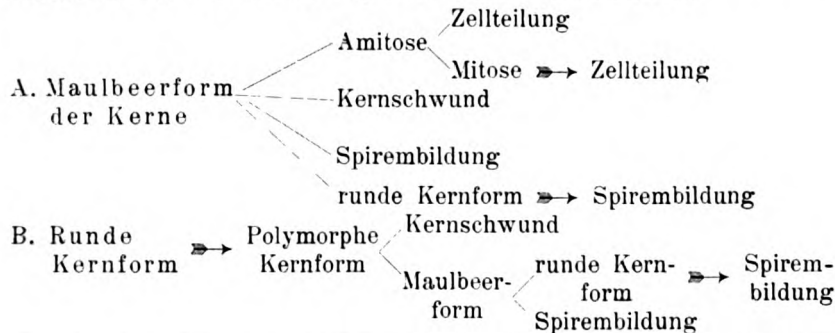 Zellteilung
Amitose
Mitose ➳ Zellteilung
A. Maulbeerform
der Kerne
Kernschwund
Spirembildung
runde Kernform ➳ Spirembildung
B. Runde
Kernform
Polymorphe
Kernform
Kernschwund
Maulbeer-
form
runde Kern-
form
Spirembildung
Spirem-
bildung